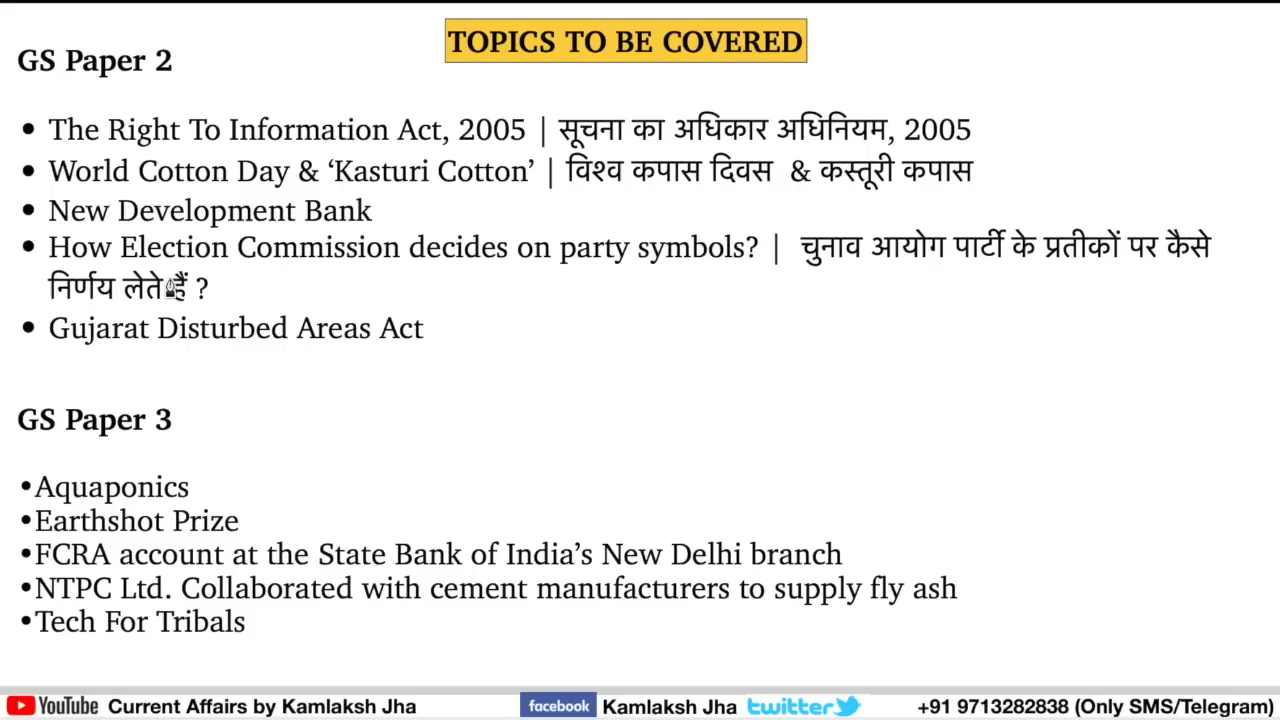 TOPICS TO BE COVERED
GS Paper 2
• The Right To Information Act, 2005 | सूचना का अधिकार अधिनियम, 2005
• World Cotton Day & ‘Kasturi Cotton’ | विश्व कपास दिवस & कस्तूरी कपास
• New Development Bank
• How Election Commission decides on party symbols? | चुनाव आयोग पार्टी के प्रतीकों पर कैसे
निर्णय लेते हैं ?
• Gujarat Disturbed Areas Act
GS Paper 3
•Aquaponics
•Earthshot Prize
•FCRA account at the State Bank of India’s New Delhi branch
•NTPC Ltd. Collaborated with cement manufacturers to supply fly ash
•Tech For Tribals
YouTube Current Affairs by Kamlaksh Jha facebook Kamlaksh Jha twitter +91 9713282838 (Only SMS/Telegram)